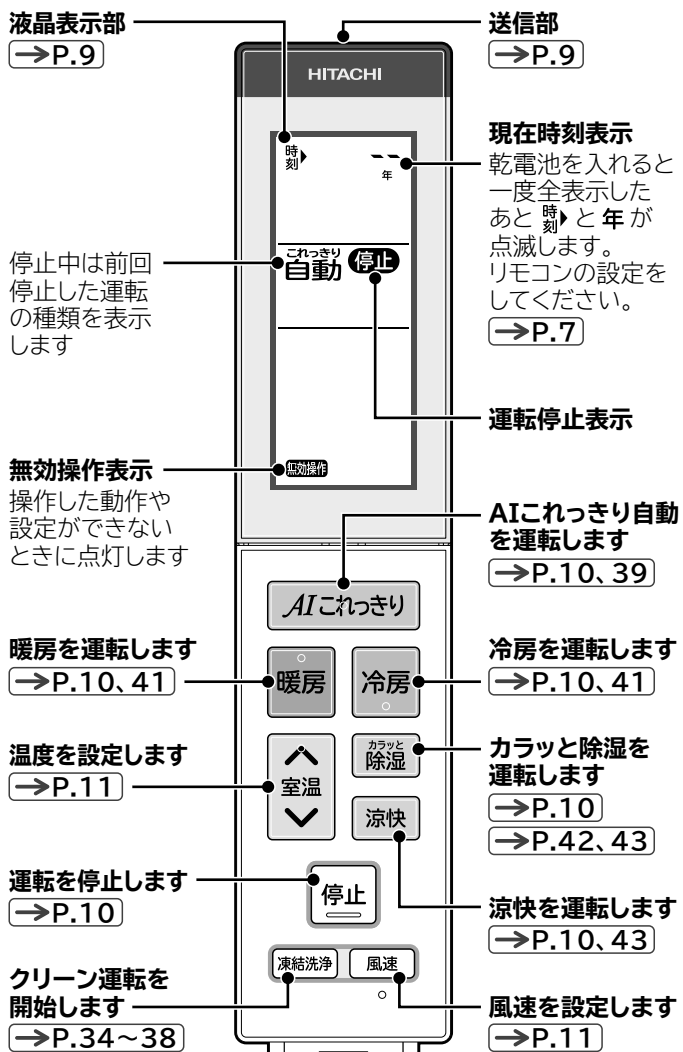 液晶表示部
→P.9
送信部
→P.9
HITACHI
現在時刻表示
乾電池を入れると
一度全表示した
あと 時刻 と 年 が
点滅します。
リモコンの設定を
してください。
→P.7
時刻
--
年
停止中は前回
停止した運転
の種類を表示
します
これっきり
自動 停止
運転停止表示
無効操作表示
操作した動作や
設定ができない
ときに点灯します
無効操作
AIこれっきり自動
を運転します
→P.10、39
AIこれっきり
暖房を運転します
→P.10、41
暖房
冷房
冷房を運転します
→P.10、41
温度を設定します
→P.11
室温
カラッと
除湿
カラッと除湿を
運転します
→P.10
→P.42、43
涼快
運転を停止します
→P.10
停止
涼快を運転します
→P.10、43
クリーン運転を
開始します
→P.34～38
凍結洗浄
風速
風速を設定します
→P.11